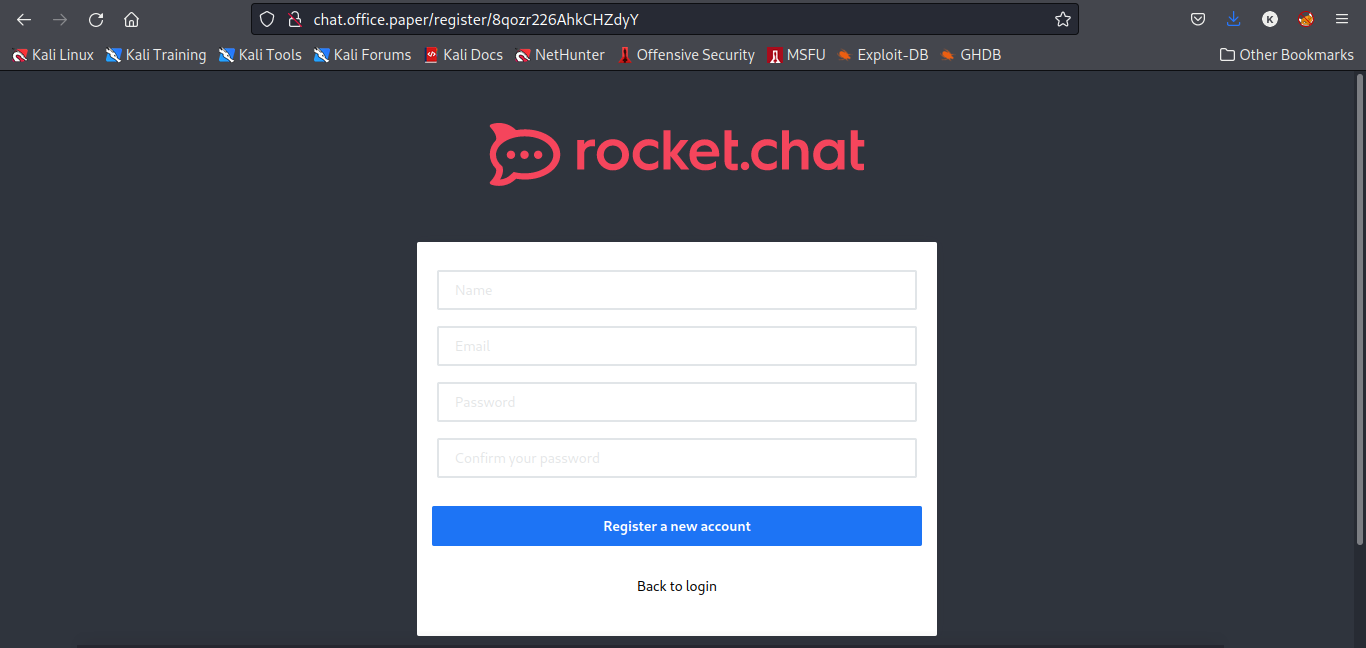 chat.office.paper/register/8qozr226AhkCHZdyY
K
Kali Linux Kali Training Kali Tools Kali Forums Kali Docs NetHunter Offensive Security MSFU Exploit-DB GHDB Other Bookmarks
rocket.chat
Name
Email
Password
Confirm your password
Register a new account
Back to login